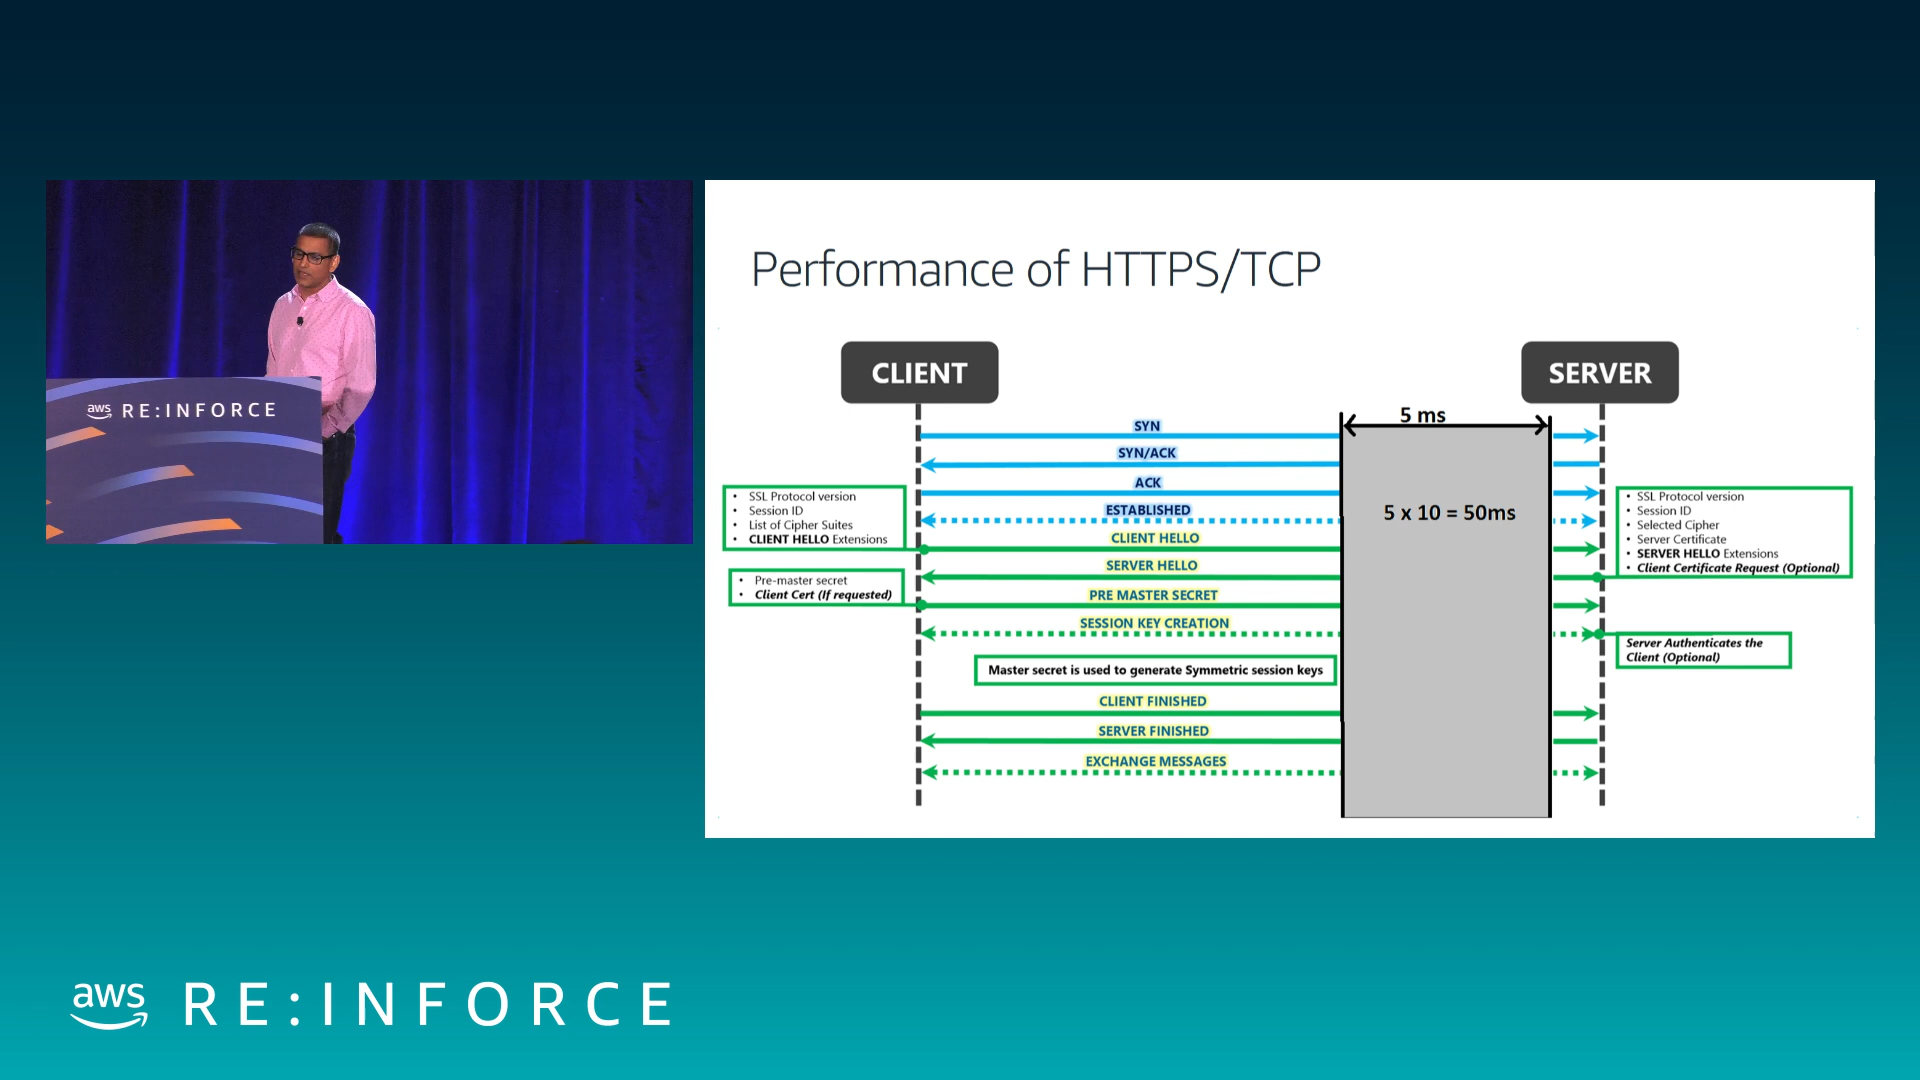 aws RE:INFORCE
Performance of HTTPS/TCP
CLIENT
SERVER
5 ms
SYN
SYN/ACK
ACK
ESTABLISHED
5 x 10 = 50ms
CLIENT HELLO
SERVER HELLO
PRE MASTER SECRET
SESSION KEY CREATION
• SSL Protocol version
• Session ID
• List of Cipher Suites
• CLIENT HELLO Extensions
• Pre-master secret
• Client Cert (If requested)
• SSL Protocol version
• Session ID
• Selected Cipher
• Server Certificate
• SERVER HELLO Extensions
• Client Certificate Request (Optional)
Server Authenticates the
Client (Optional)
Master secret is used to generate Symmetric session keys
CLIENT FINISHED
SERVER FINISHED
EXCHANGE MESSAGES
aws RE:INFORCE